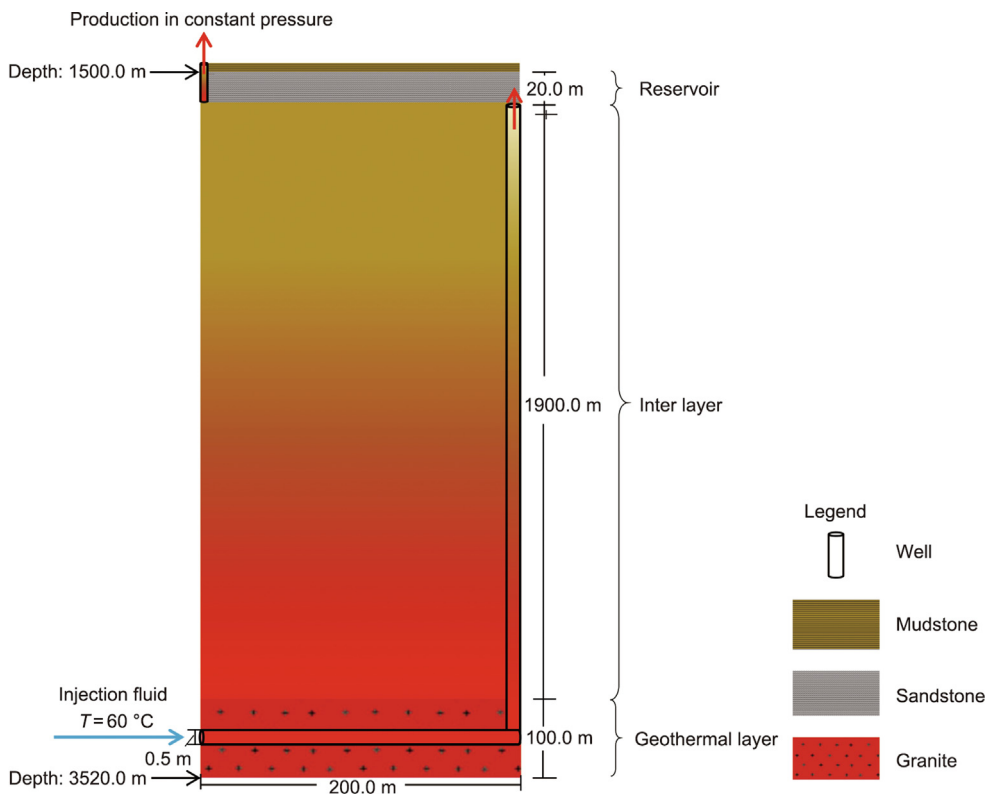 Production in constant pressure
Depth: 1500.0 m
20.0 m
Reservoir
1900.0 m
Inter layer
Legend
Well
Mudstone
Sandstone
Granite
Injection fluid
T = 60 °C
0.5 m
100.0 m
Geothermal layer
Depth: 3520.0 m
200.0 m